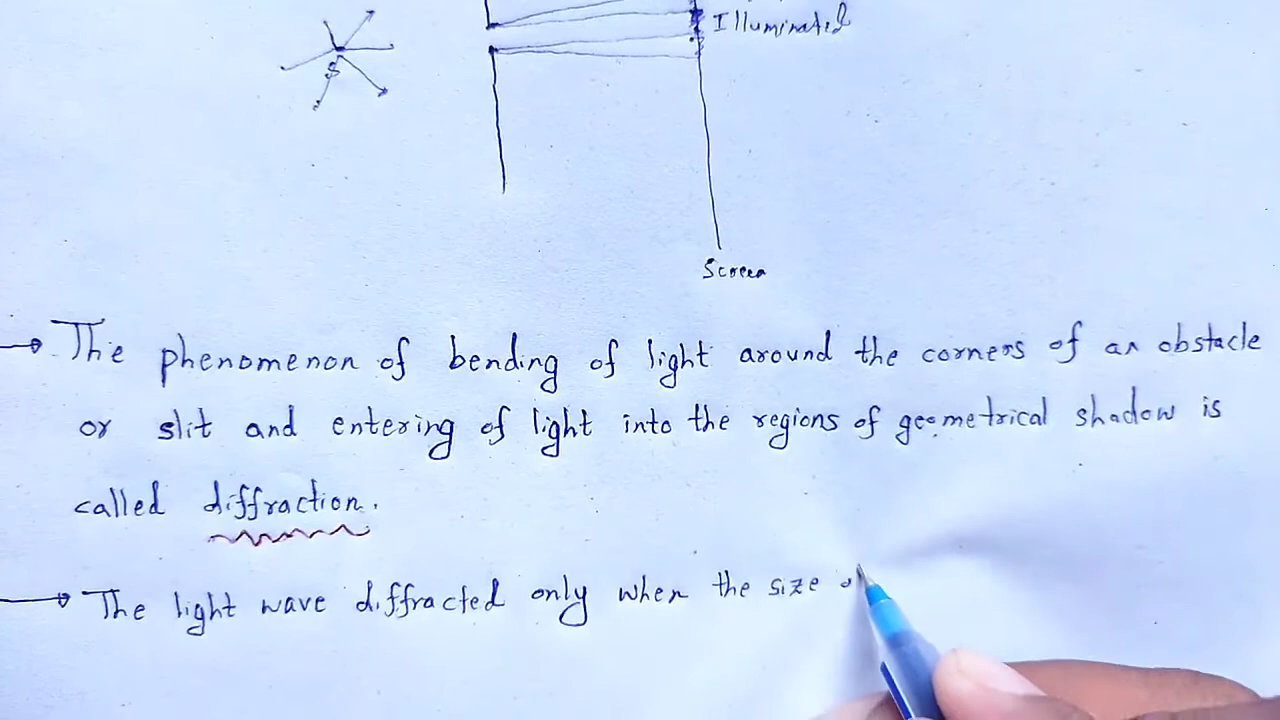 Illuminated
S
Screen
The phenomenon of bending of light around the corners of an obstacle
or slit and entering of light into the regions of geometrical shadow is
called diffraction.
The light wave diffracted only when the size o